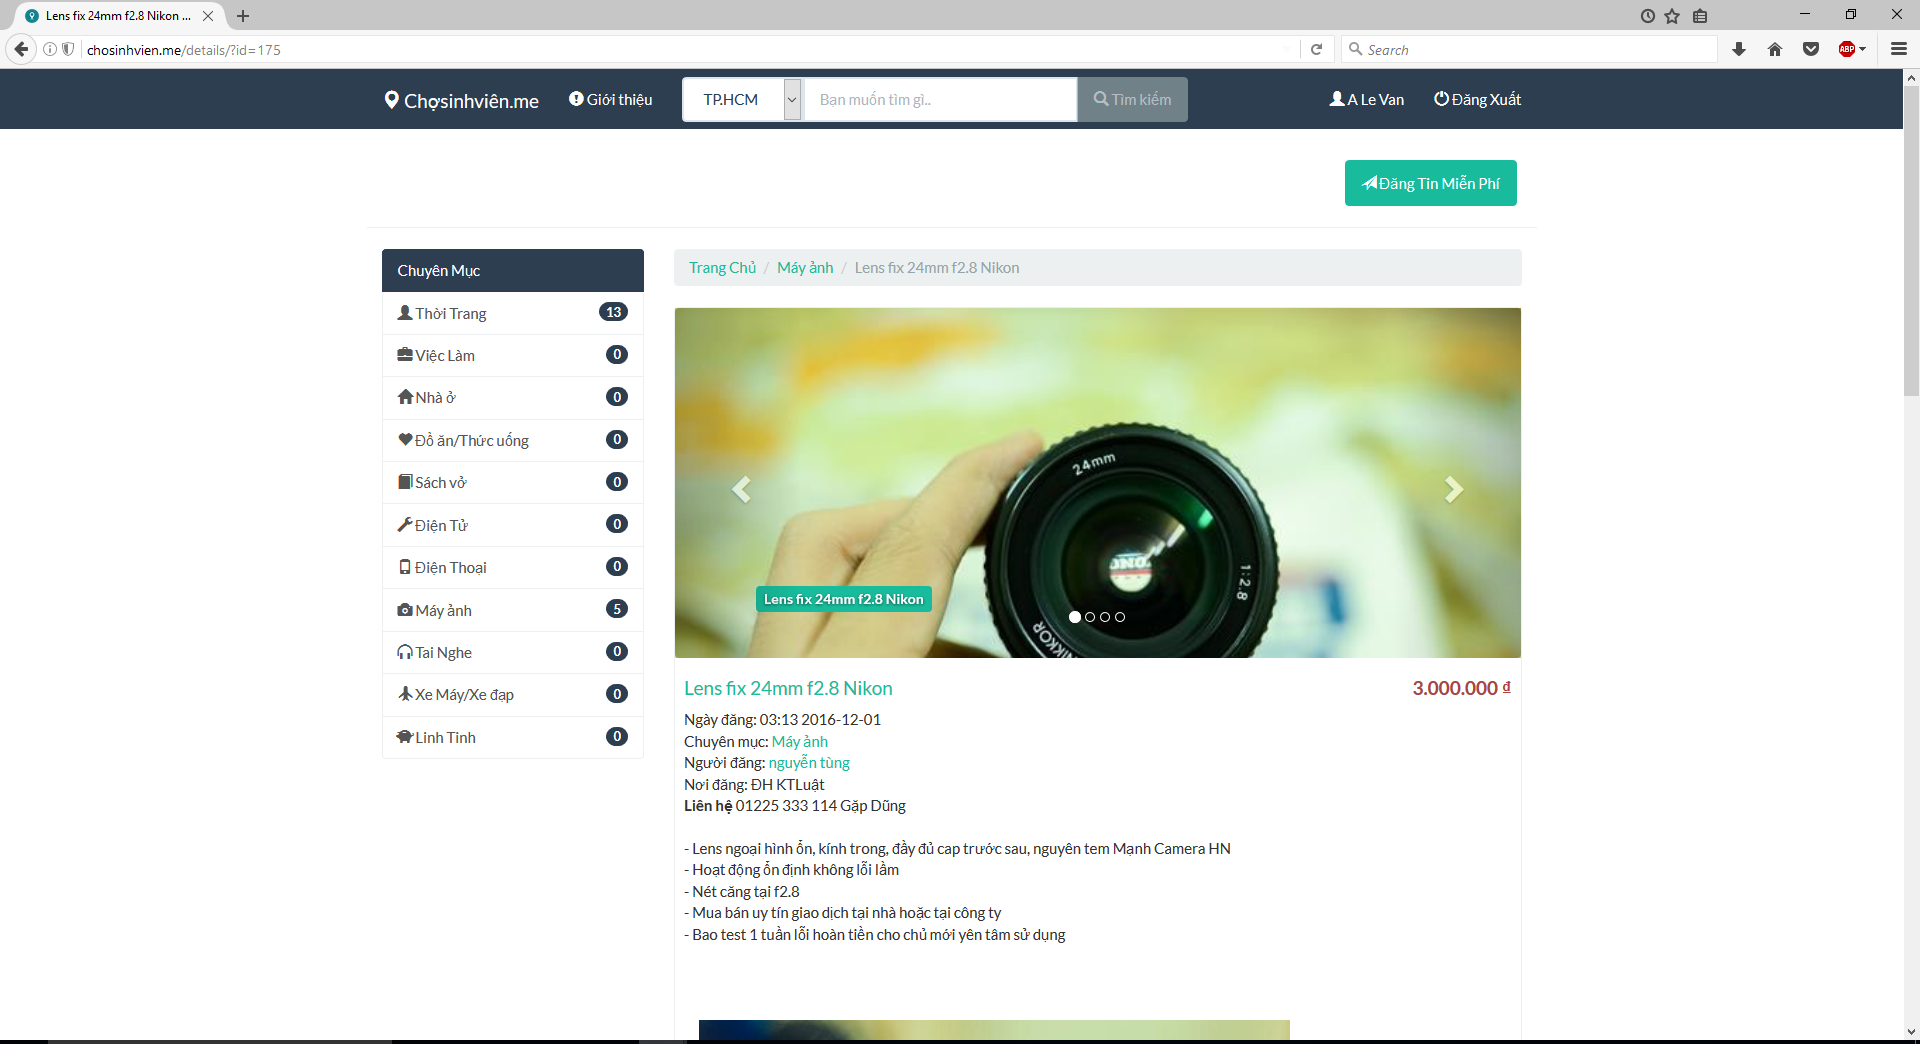 Lens fix 24mm f2.8 Nikon ...
chosinhvien.me/details/?id=175
Search
ABP
Chợsinhviên.me
Giới thiệu
TP.HCM
Bạn muốn tìm gì..
Tìm kiếm
A Le Van
Đăng Xuất
Đăng Tin Miễn Phí
Chuyên Mục
Thời Trang 13
Việc Làm 0
Nhà ở 0
Đồ ăn/Thức uống 0
Sách vở 0
Điện Tử 0
Điện Thoại 0
Máy ảnh 5
Tai Nghe 0
Xe Máy/Xe đạp 0
Linh Tinh 0
Trang Chủ / Máy ảnh / Lens fix 24mm f2.8 Nikon
24mm
1:2.8
NIKKOR
Lens fix 24mm f2.8 Nikon
Lens fix 24mm f2.8 Nikon
3.000.000 ₫
Ngày đăng: 03:13 2016-12-01
Chuyên mục: Máy ảnh
Người đăng: nguyễn tùng
Nơi đăng: ĐH KTLuật
Liên hệ 01225 333 114 Gặp Dũng
- Lens ngoại hình ổn, kính trong, đầy đủ cap trước sau, nguyên tem Mạnh Camera HN
- Hoạt động ổn định không lỗi lầm
- Nét căng tại f2.8
- Mua bán uy tín giao dịch tại nhà hoặc tại công ty
- Bao test 1 tuần lỗi hoàn tiền cho chủ mới yên tâm sử dụng